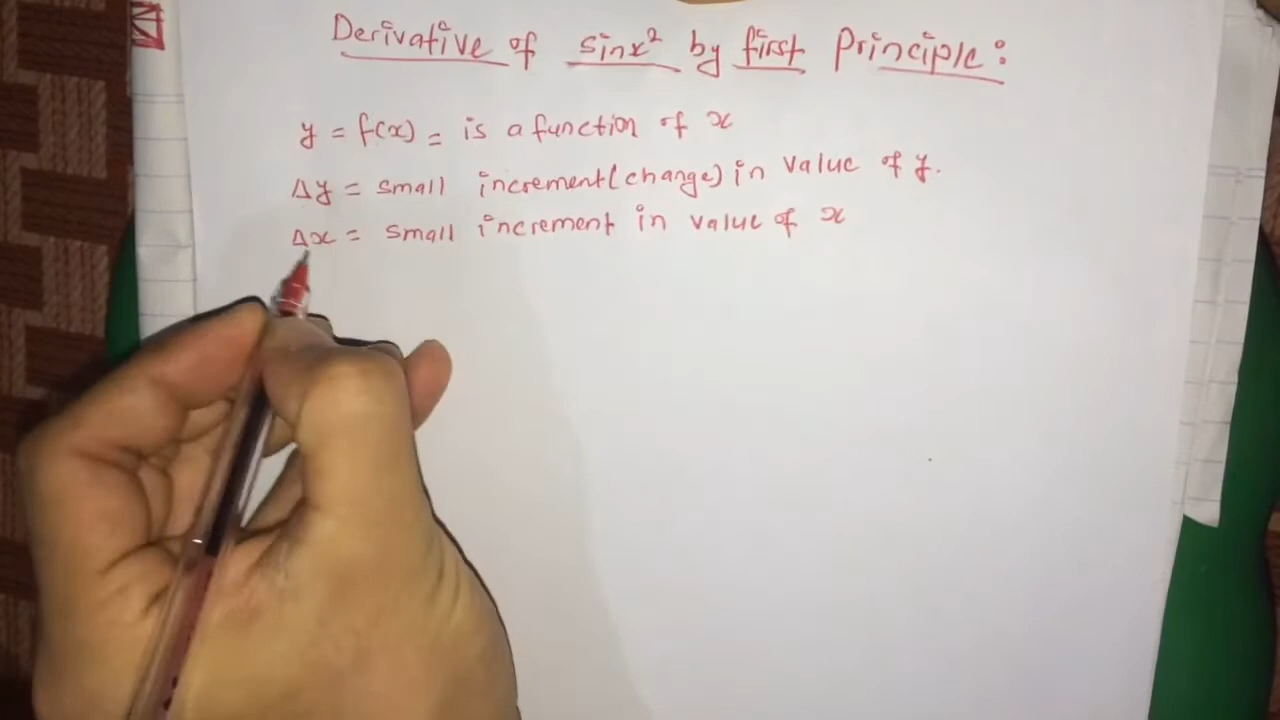 Derivative of sinx² by first Principle:
y = f(x) = is a function of x
Δy = small increment(change) in value of y.
Δx = small increment in value of x